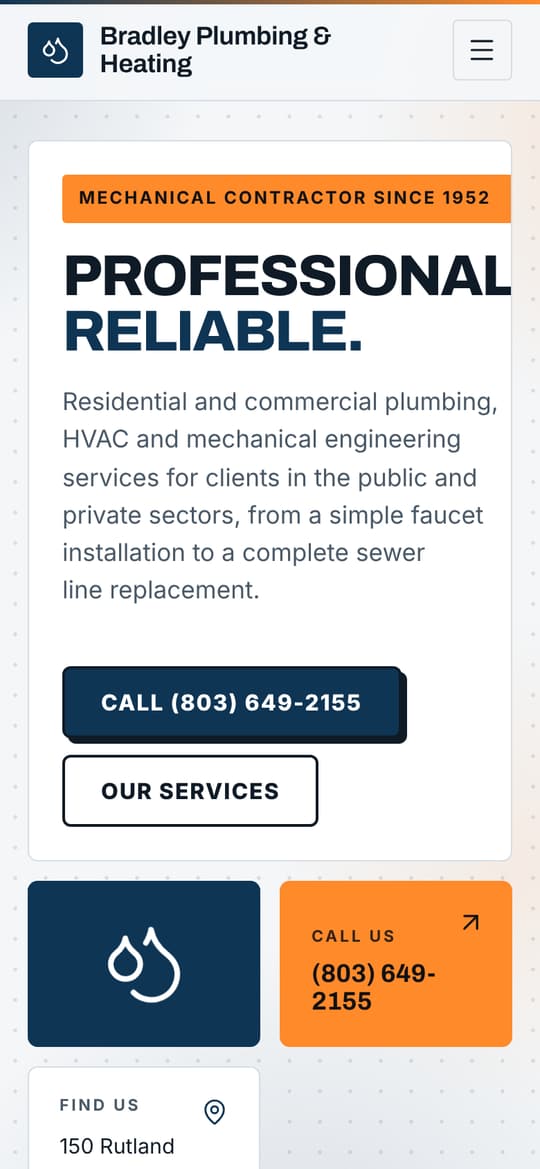 Bradley Plumbing &
Heating
MECHANICAL CONTRACTOR SINCE 1952
PROFESSIONAL
RELIABLE.
Residential and commercial plumbing,
HVAC and mechanical engineering
services for clients in the public and
private sectors, from a simple faucet
installation to a complete sewer
line replacement.
CALL (803) 649-2155
OUR SERVICES
CALL US
(803) 649-
2155
FIND US
150 Rutland